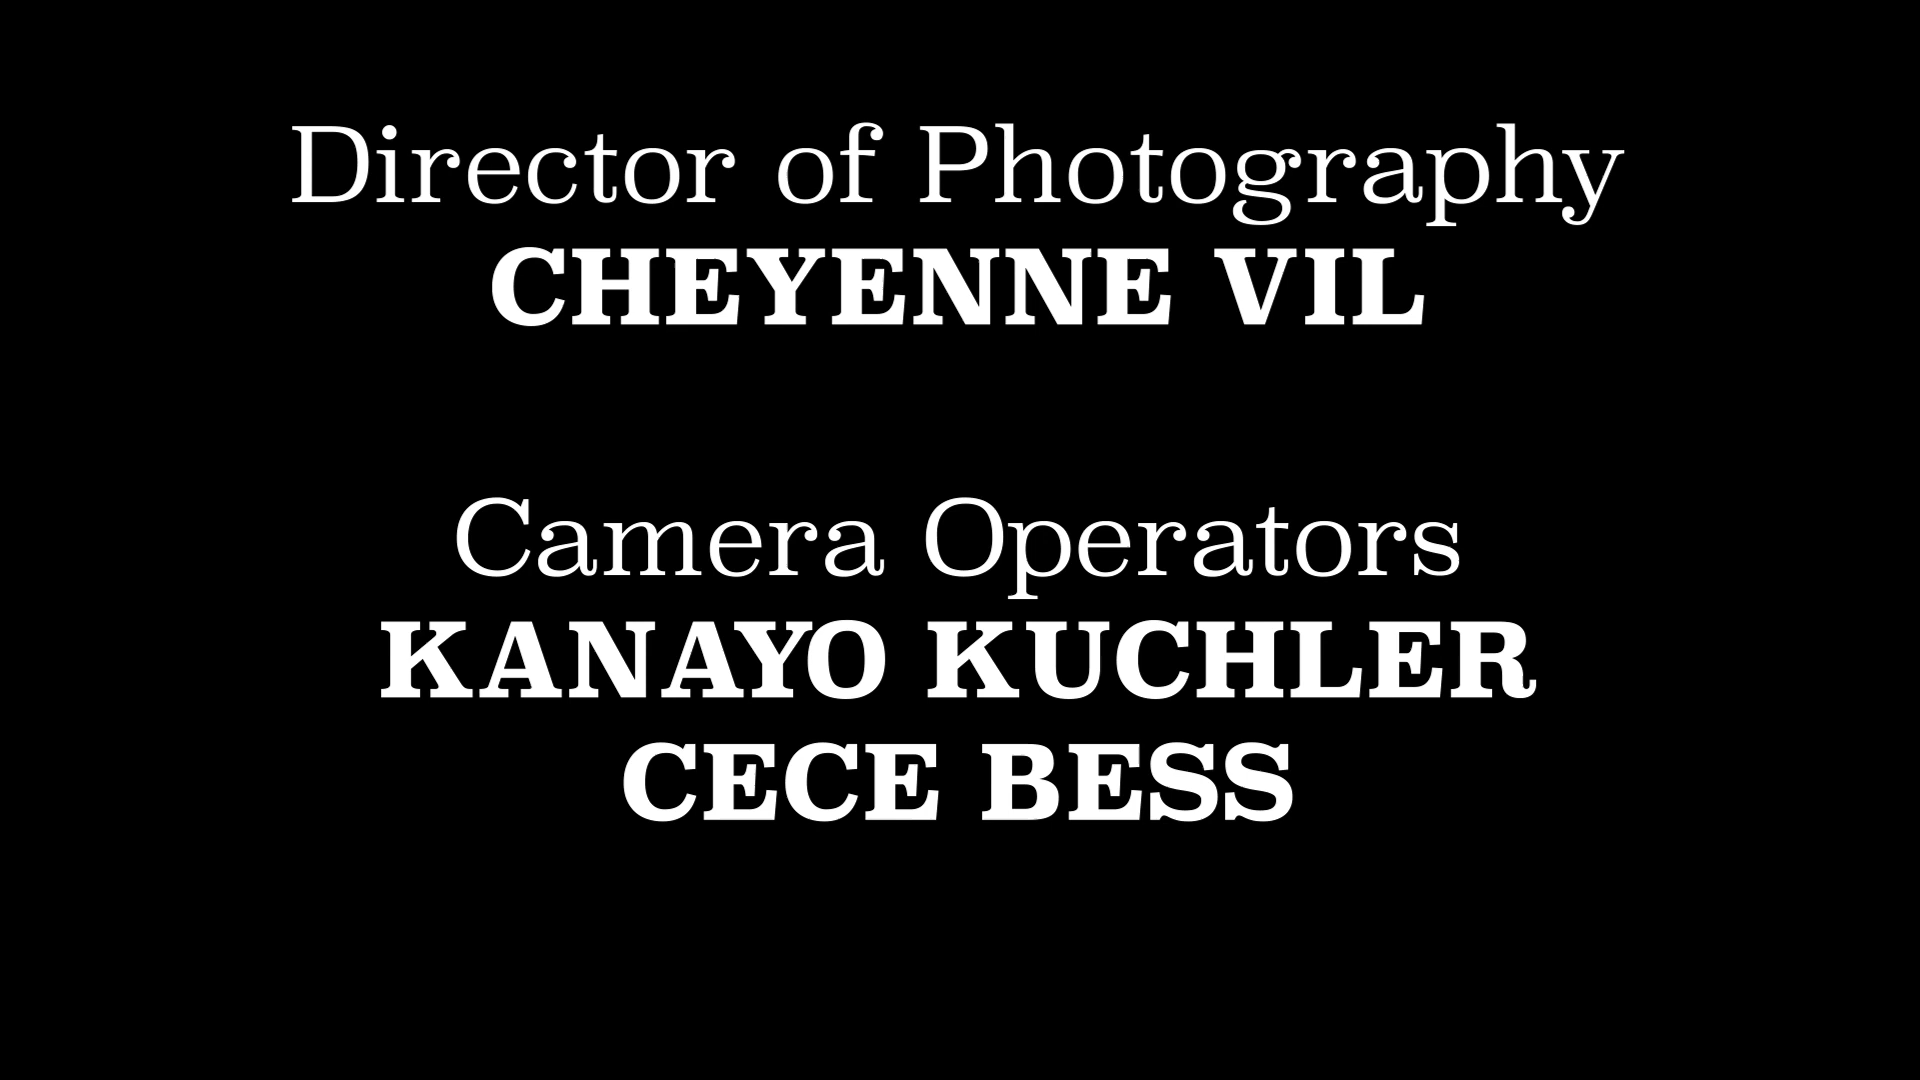 Director of Photography
CHEYENNE VIL
Camera Operators
KANAYO KUCHLER
CECE BESS